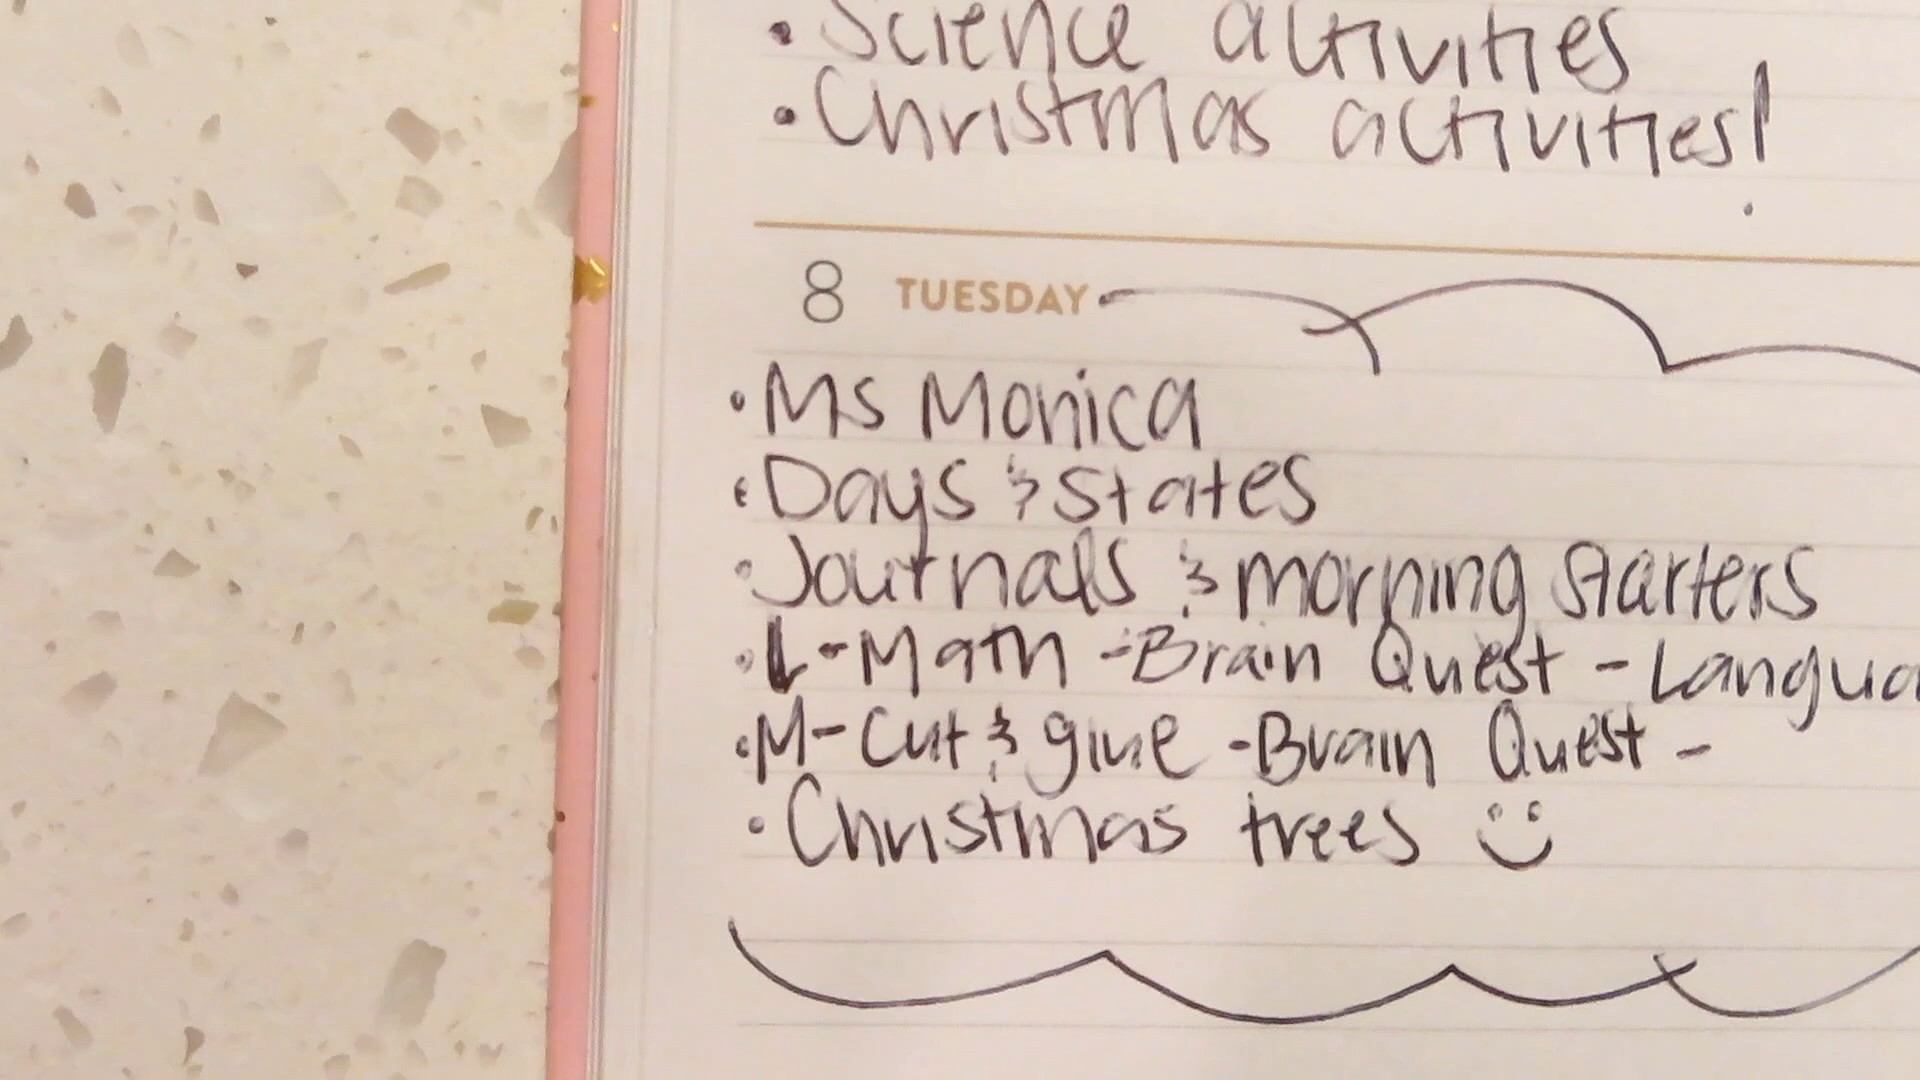 • Science activities
• Christmas activities!
8 TUESDAY
• Ms Monica
• Days & states
• Journals & morning starters
• L-Math -Brain Quest -Langua
• M-Cut & glue -Brain Quest -
• Christmas trees